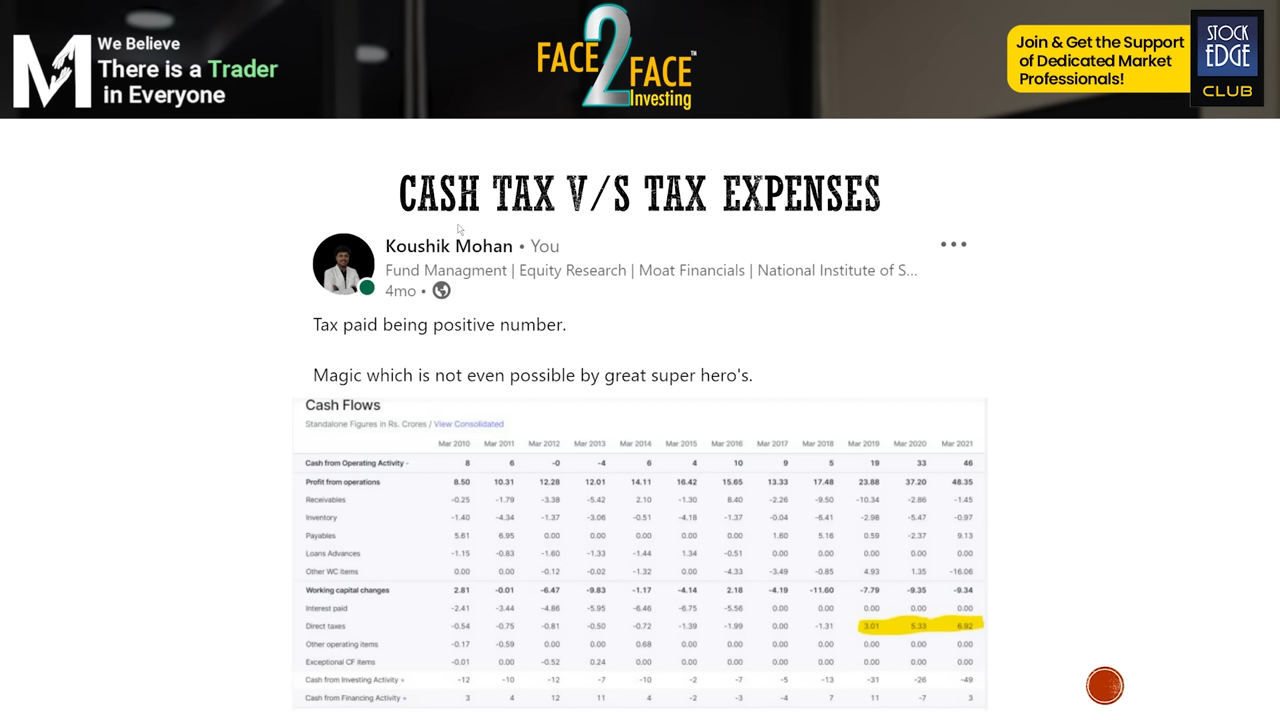 We Believe
There is a Trader
in Everyone
FACE 2 FACE ™
Investing
Join & Get the Support
of Dedicated Market
Professionals!
STOCK
EDGE
CLUB
CASH TAX V/S TAX EXPENSES
Koushik Mohan • You
Fund Managment | Equity Research | Moat Financials | National Institute of S...
4mo •
Tax paid being positive number.
Magic which is not even possible by great super hero's.
Cash Flows
Standalone Figures in Rs. Crores / View Consolidated
Mar 2010 Mar 2011 Mar 2012 Mar 2013 Mar 2014 Mar 2015 Mar 2016 Mar 2017 Mar 2018 Mar 2019 Mar 2020 Mar 2021
Cash from Operating Activity - 8 6 -0 -4 6 4 10 9 5 19 33 46
Profit from operations 8.50 10.31 12.28 12.01 14.11 16.42 15.65 13.33 17.48 23.88 37.20 48.35
Receivables -0.25 -1.79 -3.38 -5.42 2.10 -1.30 8.40 -2.26 -9.50 -10.34 -2.86 -1.45
Inventory -1.40 -4.34 -1.37 -3.06 -0.51 -4.18 -1.37 -0.04 -6.41 -2.98 -5.47 -0.97
Payables 5.61 6.95 0.00 0.00 0.00 0.00 0.00 1.60 5.16 0.59 -2.37 9.13
Loans Advances -1.15 -0.83 -1.60 -1.33 -1.44 1.34 -0.51 0.00 0.00 0.00 0.00 0.00
Other WC items 0.00 0.00 -0.12 -0.02 -1.32 0.00 -4.33 -3.49 -0.85 4.93 1.35 -16.06
Working capital changes 2.81 -0.01 -6.47 -9.83 -1.17 -4.14 2.18 -4.19 -11.60 -7.79 -9.35 -9.34
Interest paid -2.41 -3.44 -4.86 -5.95 -6.46 -6.75 -5.56 0.00 0.00 0.00 0.00 0.00
Direct taxes -0.54 -0.75 -0.81 -0.50 -0.72 -1.39 -1.99 0.00 -1.31 3.01 5.33 6.92
Other operating items -0.17 -0.59 0.00 0.00 0.68 0.00 0.00 0.00 0.00 0.00 0.00 0.00
Exceptional CF items -0.01 0.00 -0.52 0.24 0.00 0.00 0.00 0.00 0.00 0.00 0.00 0.00
Cash from Investing Activity + -12 -10 -12 -7 -10 -2 -7 -5 -13 -31 -26 -49
Cash from Financing Activity + 3 4 12 11 4 -2 -3 -4 7 11 -7 3